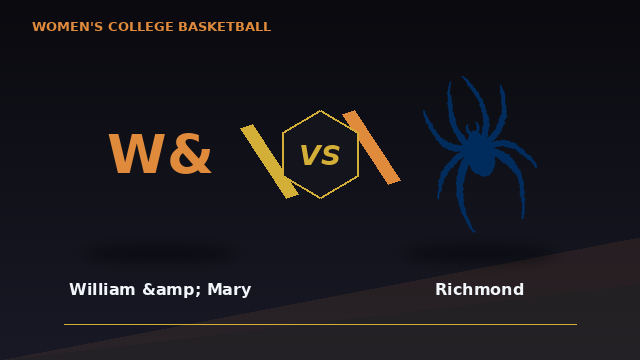 WOMEN'S COLLEGE BASKETBALL
W&
VS
William &amp; Mary
Richmond